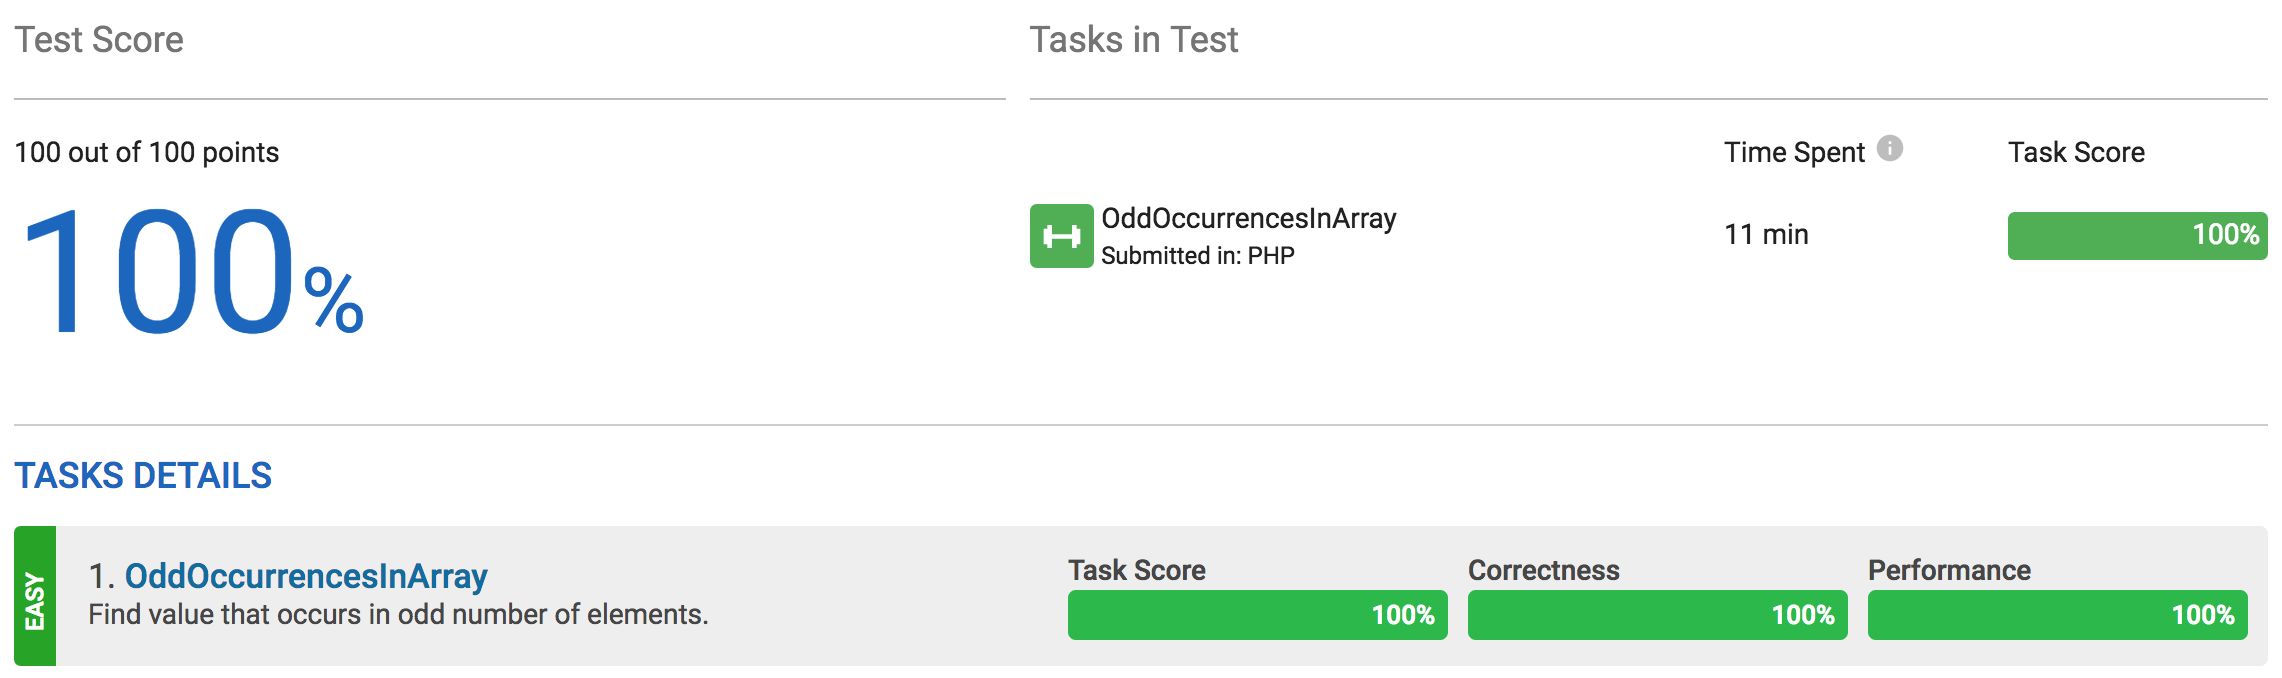 Test Score
100 out of 100 points
100%
Tasks in Test
Time Spent i
Task Score
OddOccurrencesInArray
Submitted in: PHP
11 min
100%
TASKS DETAILS
EASY
1. OddOccurrencesInArray
Find value that occurs in odd number of elements.
Task Score
100%
Correctness
100%
Performance
100%